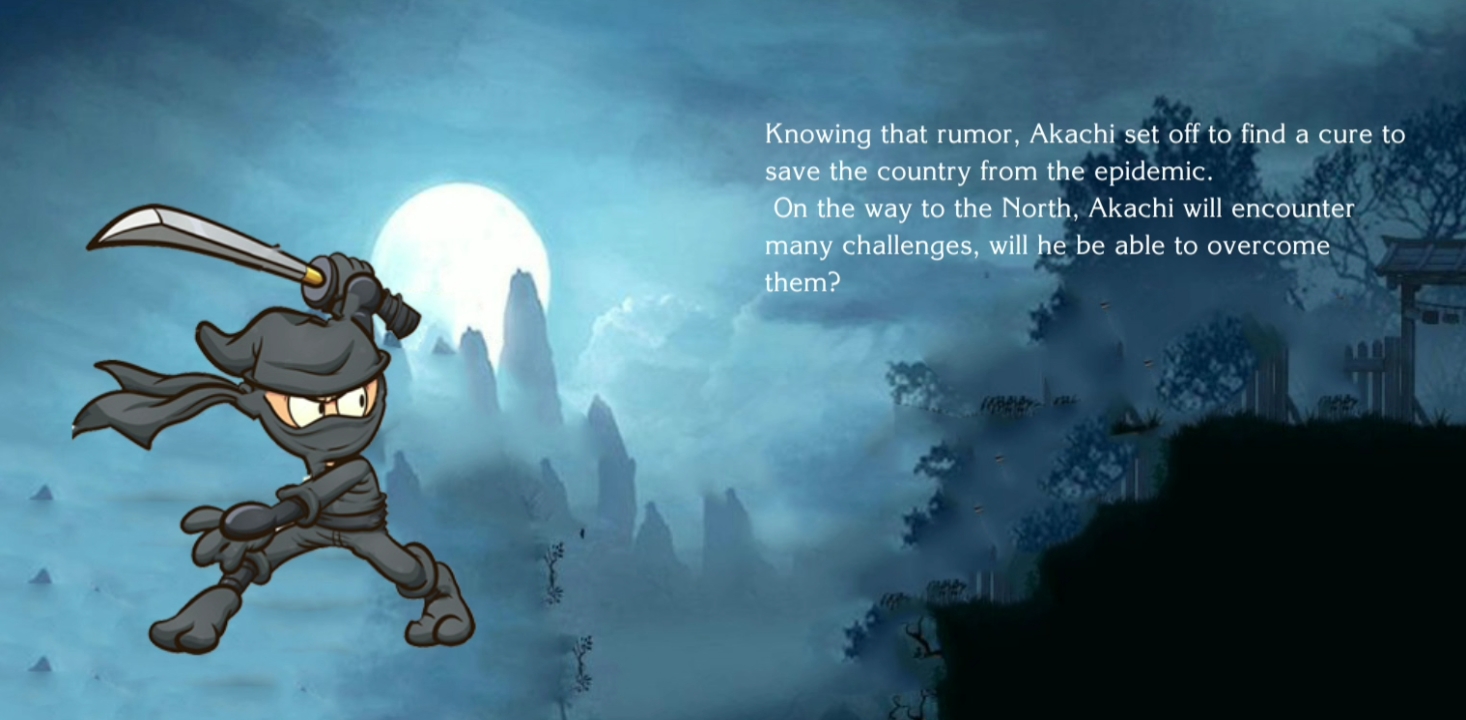 Knowing that rumor, Akachi set off to find a cure to
save the country from the epidemic.
On the way to the North, Akachi will encounter
many challenges, will he be able to overcome
them?